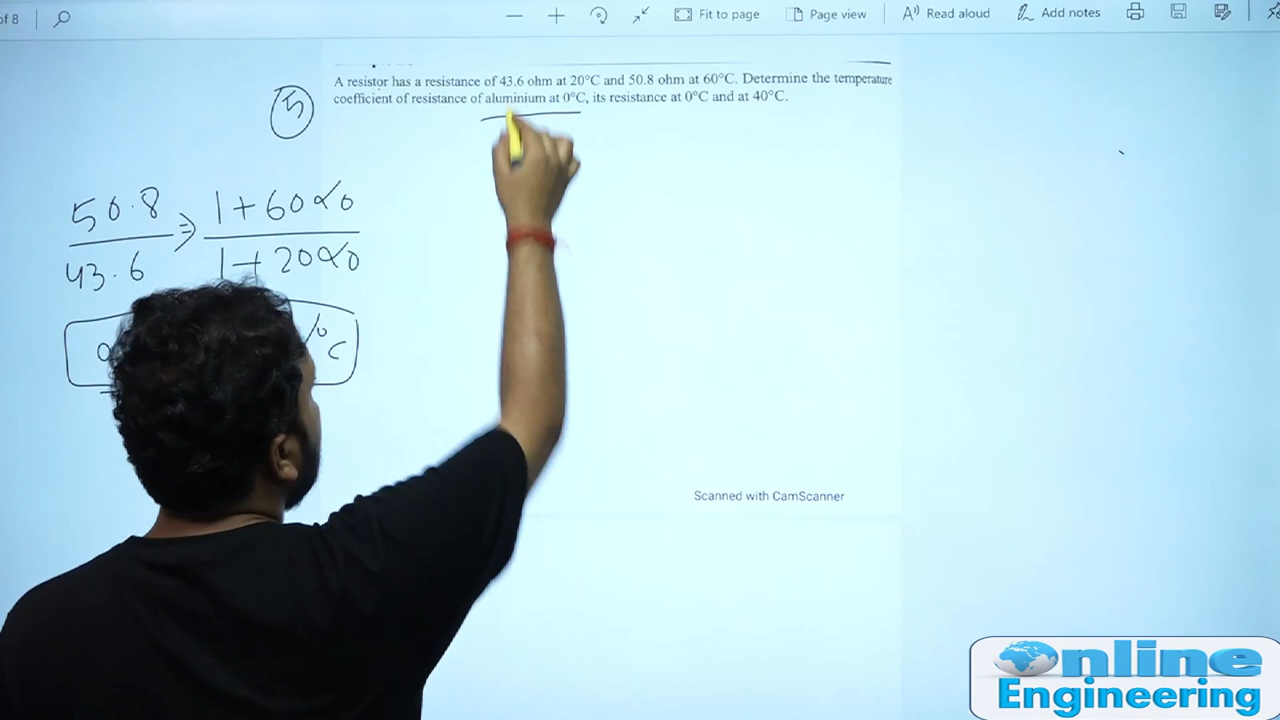 of 8
Fit to page
Page view
Read aloud
Add notes
A resistor has a resistance of 43.6 ohm at 20°C and 50.8 ohm at 60°C. Determine the temperature
coefficient of resistance of aluminium at 0°C, its resistance at 0°C and at 40°C.
5
50.8 ⇒ 1+60α0
43.6 1+20α0
/°C
Scanned with CamScanner
Online
Engineering